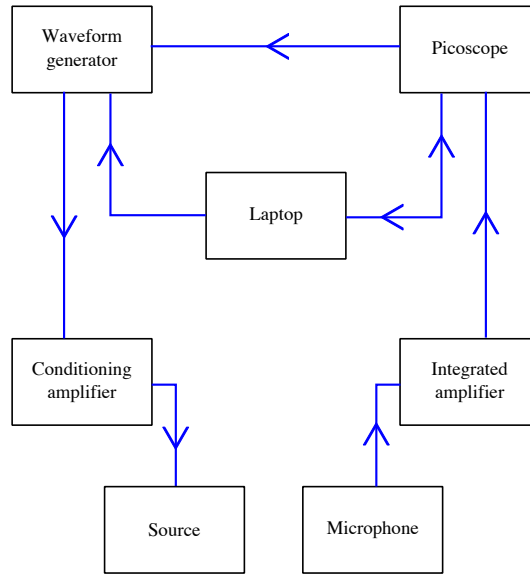 Waveform
generator
Picoscope
Laptop
Conditioning
amplifier
Integrated
amplifier
Source
Microphone